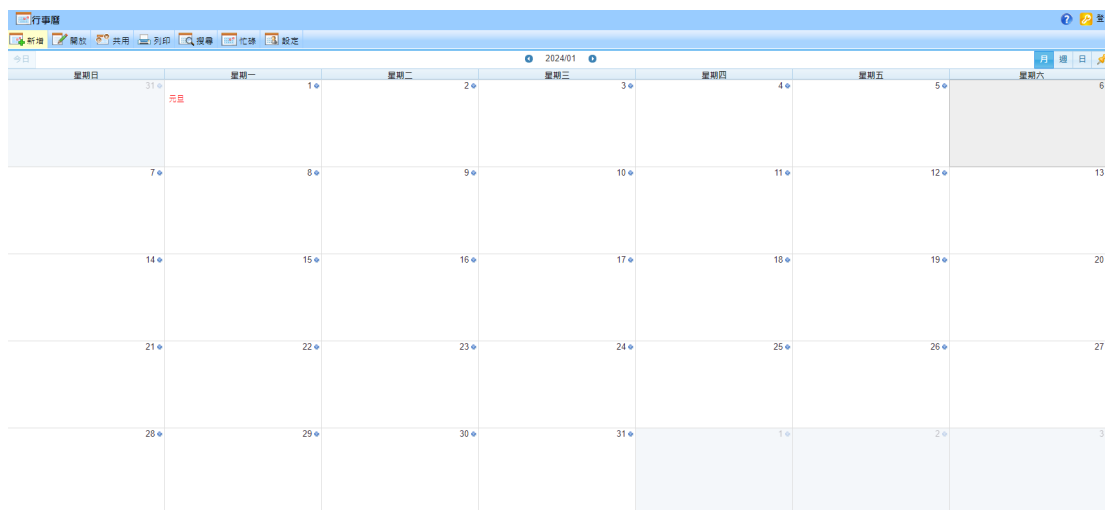 行事曆
登
新增 開放 共用 列印 搜尋 忙碌 設定
今日 2024/01 月 週 日
星期日 星期一 星期二 星期三 星期四 星期五 星期六
31 1 2 3 4 5 6
元旦
7 8 9 10 11 12 13
14 15 16 17 18 19 20
21 22 23 24 25 26 27
28 29 30 31 1 2 3